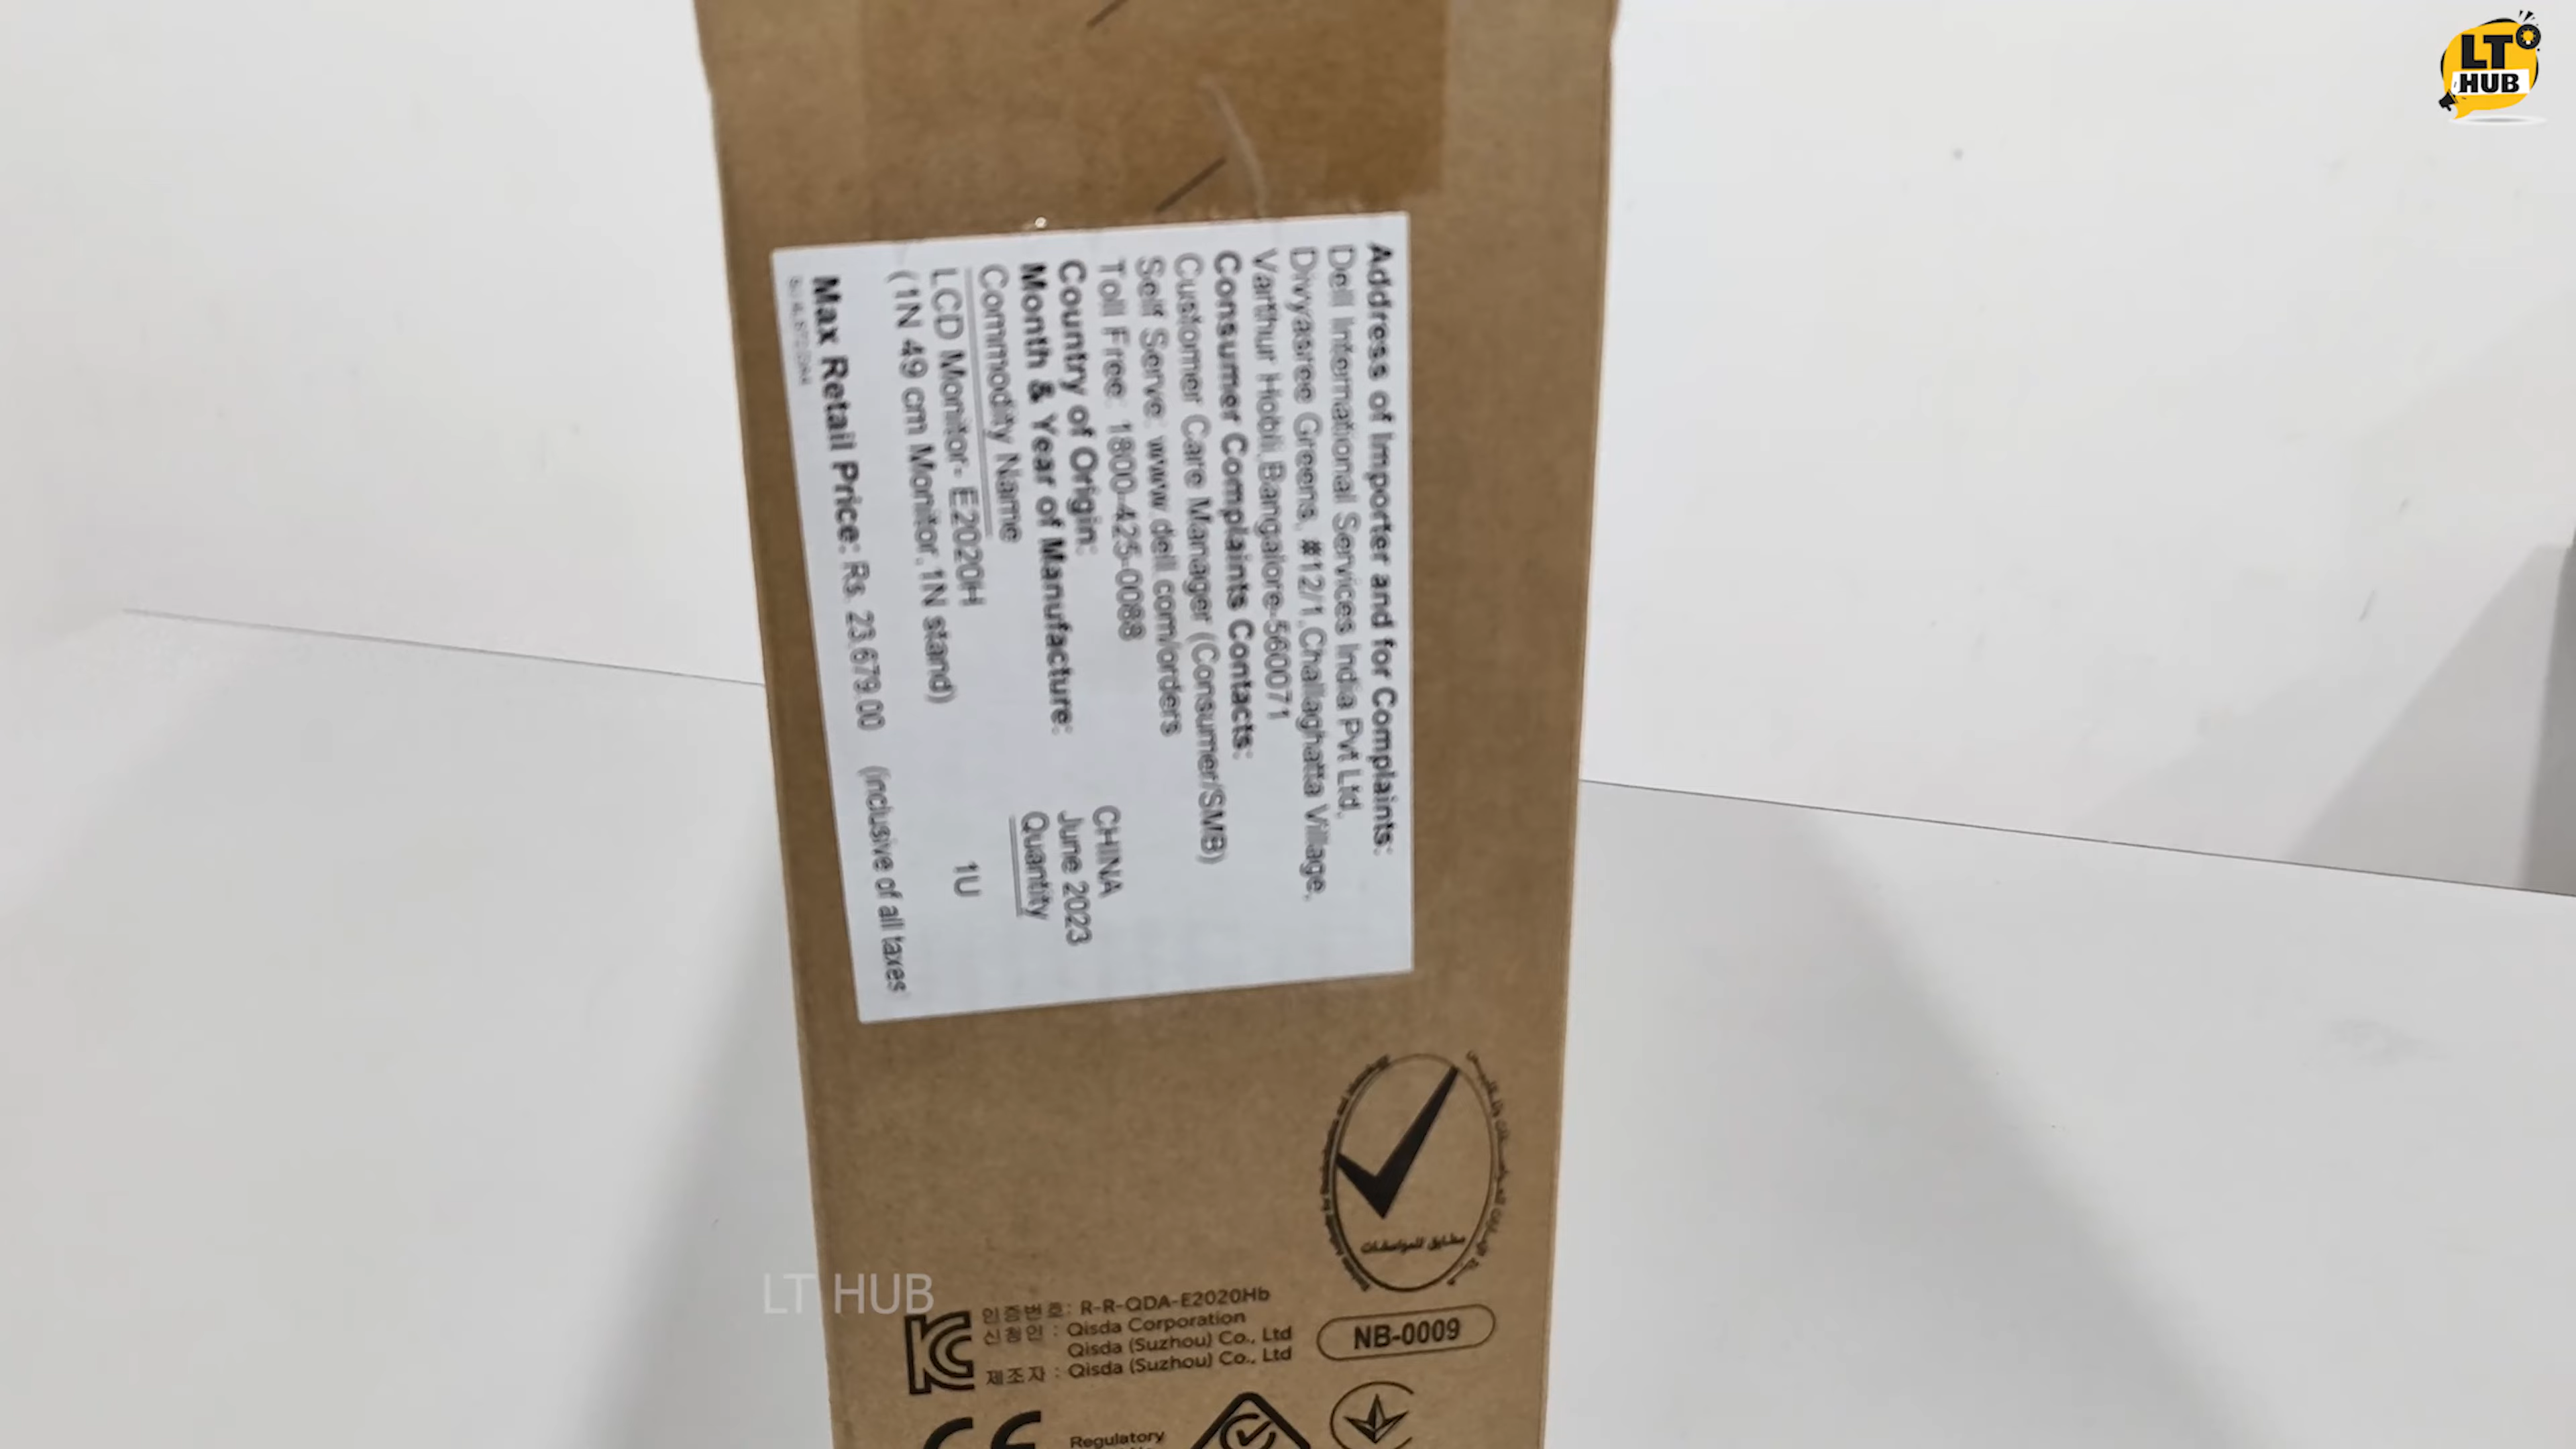 LT
HUB
Address of Importer and for Complaints:
Dell International Services India Pvt Ltd,
Divyasree Greens, #12/1,Challaghatta Village,
Varthur Hobli,Bangalore-560071
Consumer Complaints Contacts:
Customer Care Manager (Consumer/SMB)
Self Serve: www.dell.com/orders
Toll Free: 1800-425-0088
Country of Origin: CHINA
Month & Year of Manufacture: June 2023
Commodity Name Quantity
LCD Monitor- E2020H 1U
(1N 49 cm Monitor,1N stand)
Max Retail Price: Rs. 23,679.00 (inclusive of all taxes
مطابق للمواصفات
LT HUB
인증번호: R-R-QDA-E2020Hb
신청인 : Qisda Corporation
Qisda (Suzhou) Co., Ltd
제조자 : Qisda (Suzhou) Co., Ltd
NB-0009
CE
Regulatory